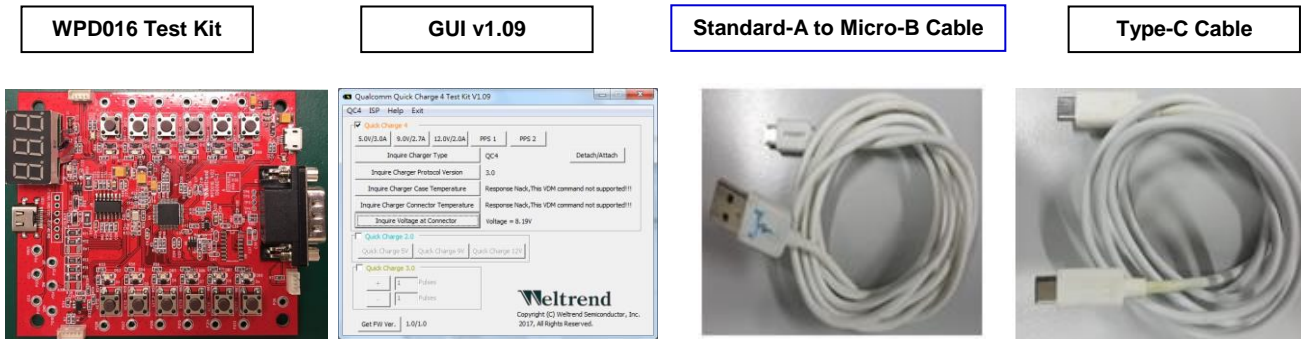 WPD016 Test Kit
GUI v1.09
Standard-A to Micro-B Cable
Type-C Cable
Qualcomm Quick Charge 4 Test Kit V1.09
QC4 ISP Help Exit
Quick Charge 4
5.0V/3.0A 9.0V/2.7A 12.0V/2.0A PPS 1 PPS 2
Inquire Charger Type QC4 Detach/Attach
Inquire Charger Protocol Version 3.0
Inquire Charger Case Temperature Response Nack,This VDM command not supported!!!
Inquire Charger Connector Temperature Response Nack,This VDM command not supported!!!
Inquire Voltage at Connector Voltage = 8.19V
Quick Charge 2.0
Quick Charge 5V Quick Charge 9V Quick Charge 12V
Quick Charge 3.0
+ 1 Pulses
- 1 Pulses
Weltrend
Copyright (C) Weltrend Semiconductor, Inc.
Get FW Ver. 1.0/1.0 2017, All Rights Reserved.